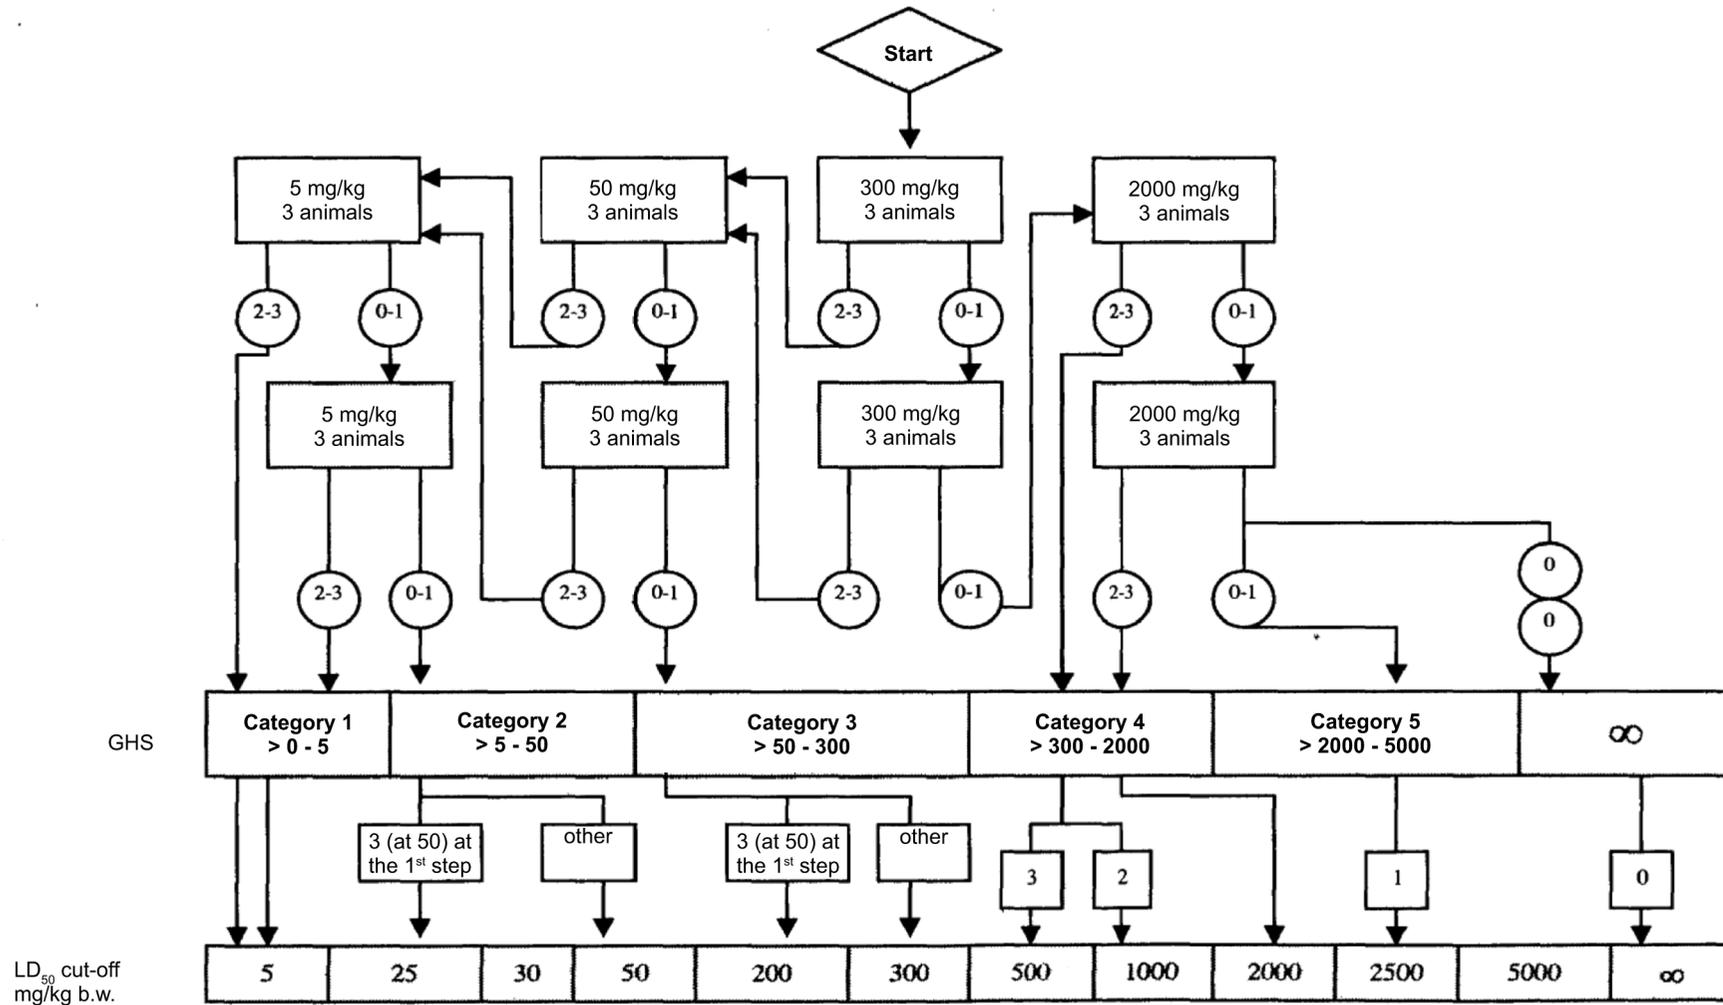 Start
5 mg/kg
3 animals
50 mg/kg
3 animals
300 mg/kg
3 animals
2000 mg/kg
3 animals
2-3
0-1
2-3
0-1
2-3
0-1
2-3
0-1
5 mg/kg
3 animals
50 mg/kg
3 animals
300 mg/kg
3 animals
2000 mg/kg
3 animals
2-3
0-1
2-3
0-1
2-3
0-1
2-3
0-1
0
0
GHS
Category 1
> 0 - 5
Category 2
> 5 - 50
Category 3
> 50 - 300
Category 4
> 300 - 2000
Category 5
> 2000 - 5000
∞
3 (at 50) at
the 1st step
other
3 (at 50) at
the 1st step
other
3
2
1
0
LD50 cut-off
mg/kg b.w.
5
25
30
50
200
300
500
1000
2000
2500
5000
∞